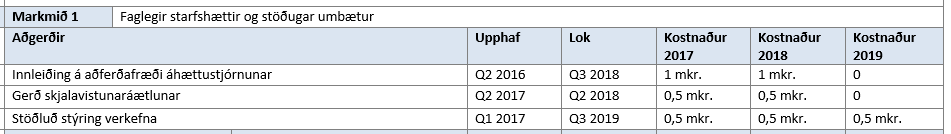 Markmið 1 Faglegir starfshættir og stöðugar umbætur
Aðgerðir Upphaf Lok Kostnaður 2017 Kostnaður 2018 Kostnaður 2019
Innleiðing á aðferðafræði áhættustjórnunar Q2 2016 Q3 2018 1 mkr. 1 mkr. 0
Gerð skjalavistunaráætlunar Q2 2017 Q2 2018 0,5 mkr. 0,5 mkr. 0
Stöðluð stýring verkefna Q1 2017 Q3 2019 0,5 mkr. 0,5 mkr. 0,5 mkr.